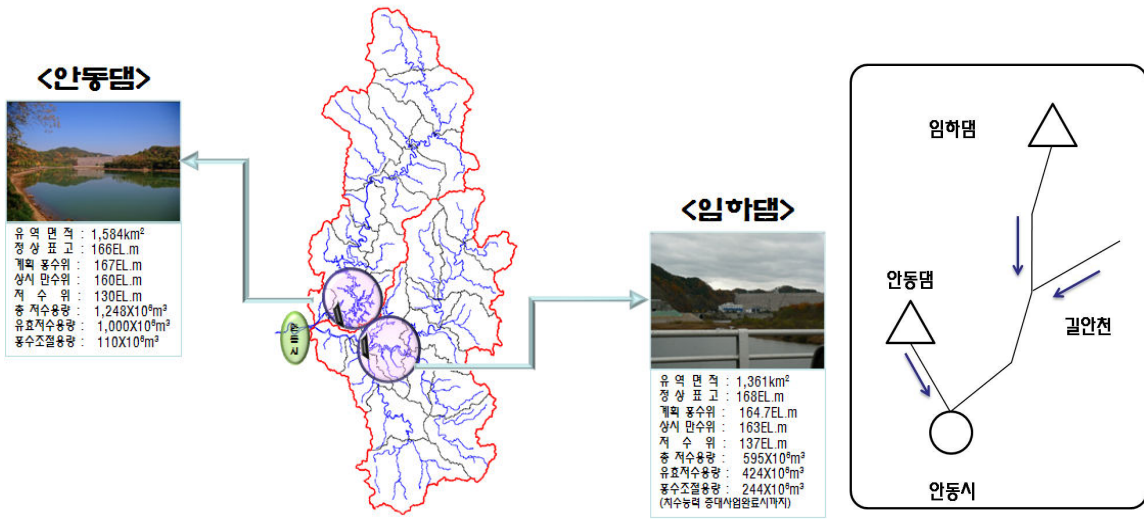 <안동댐>
유 역 면 적 : 1,584km²
정 상 표 고 : 166EL.m
계획 홍수위 : 167EL.m
상시 만수위 : 160EL.m
저 수 위 : 130EL.m
총 저수용량 : 1,248X10⁶m³
유효저수용량 : 1,000X10⁶m³
홍수조절용량 : 110X10⁶m³
안동시
<임하댐>
유 역 면 적 : 1,361km²
정 상 표 고 : 168EL.m
계획 홍수위 : 164.7EL.m
상시 만수위 : 163EL.m
저 수 위 : 137EL.m
총 저수용량 : 595X10⁶m³
유효저수용량 : 424X10⁶m³
홍수조절용량 : 244X10⁶m³
(치수능력 증대사업완료시까지)
임하댐
안동댐
길안천
안동시